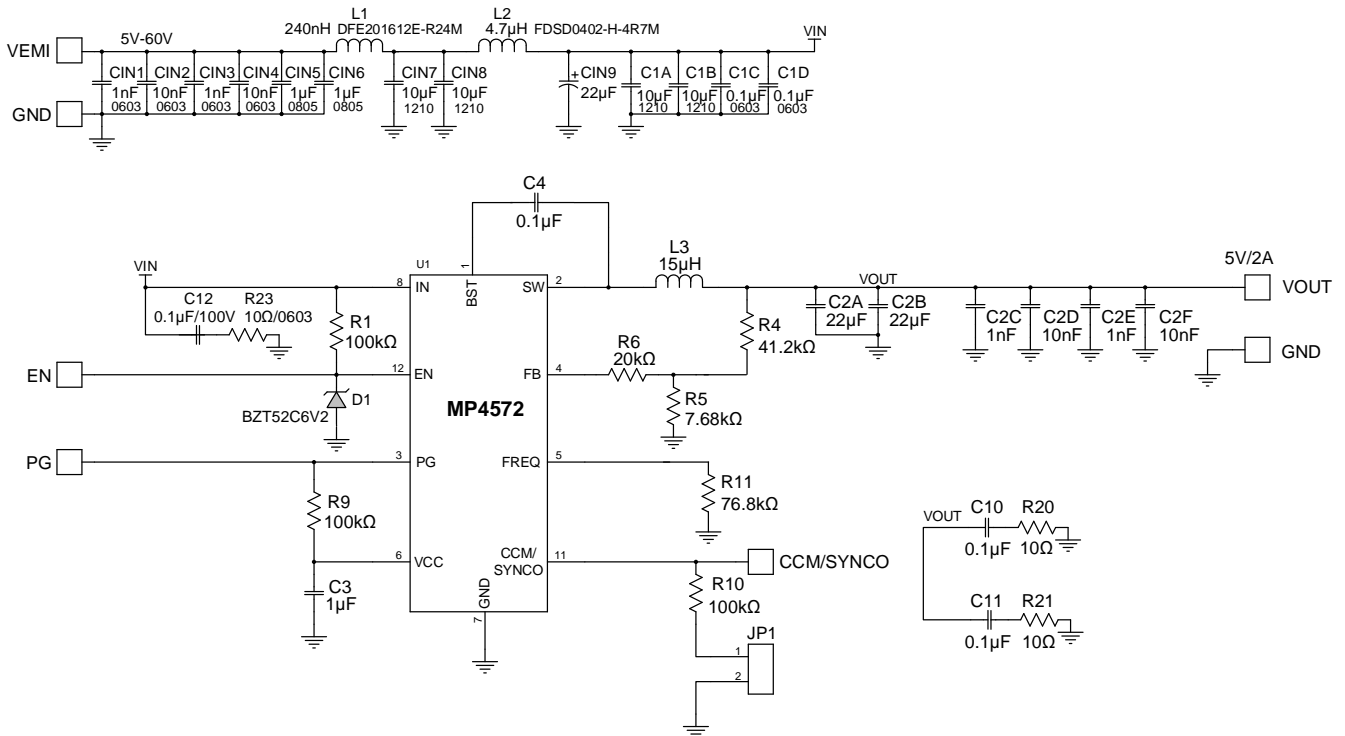 L1
L2
240nH DFE201612E-R24M
4.7µH FDSD0402-H-4R7M
VEMI
5V-60V
VIN
CIN1
1nF
0603
CIN2
10nF
0603
CIN3
1nF
0603
CIN4
10nF
0603
CIN5
1µF
0805
CIN6
1µF
0805
CIN7
10µF
1210
CIN8
10µF
1210
+
CIN9
22µF
C1A
10µF
1210
C1B
10µF
1210
C1C
0.1µF
0603
C1D
0.1µF
0603
GND
C4
0.1µF
U1
1
BST
VIN
8
IN
SW
2
L3
15µH
VOUT
5V/2A
VOUT
C12
0.1µF/100V
R23
10Ω/0603
R1
100kΩ
R4
41.2kΩ
C2A
22µF
C2B
22µF
C2C
1nF
C2D
10nF
C2E
1nF
C2F
10nF
GND
EN
12
EN
FB
4
R6
20kΩ
D1
BZT52C6V2
MP4572
R5
7.68kΩ
PG
3
PG
FREQ
5
R11
76.8kΩ
R9
100kΩ
VOUT
C10
0.1µF
R20
10Ω
6
VCC
CCM/
SYNCO
11
CCM/SYNCO
C3
1µF
GND
7
R10
100kΩ
C11
0.1µF
R21
10Ω
JP1
1
2